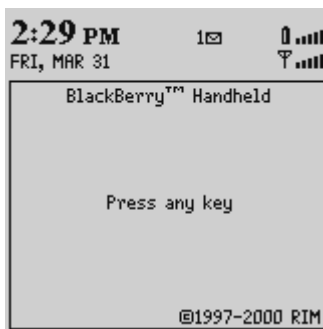 2:29 PM 1✉
FRI, MAR 31
BlackBerry™ Handheld
Press any key
©1997-2000 RIM